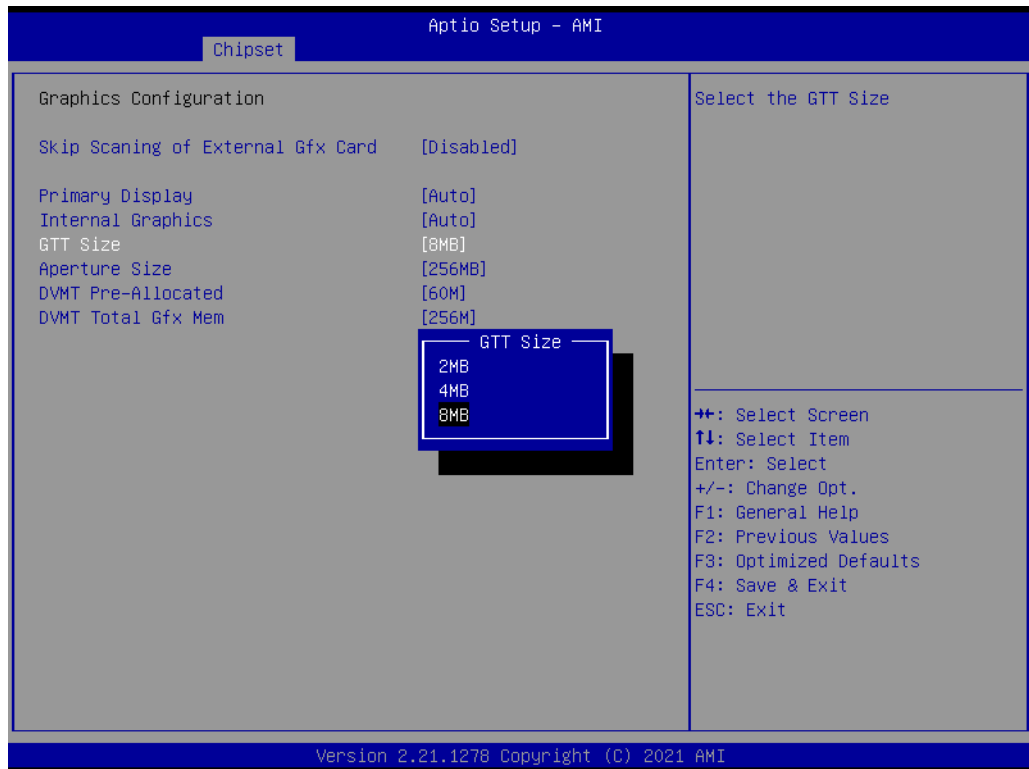 Aptio Setup – AMI
Chipset
Graphics Configuration
Skip Scaning of External Gfx Card [Disabled]
Primary Display [Auto]
Internal Graphics [Auto]
GTT Size [8MB]
Aperture Size [256MB]
DVMT Pre-Allocated [60M]
DVMT Total Gfx Mem [256M]
GTT Size
2MB
4MB
8MB
Select the GTT Size
→←: Select Screen
↑↓: Select Item
Enter: Select
+/-: Change Opt.
F1: General Help
F2: Previous Values
F3: Optimized Defaults
F4: Save & Exit
ESC: Exit
Version 2.21.1278 Copyright (C) 2021 AMI